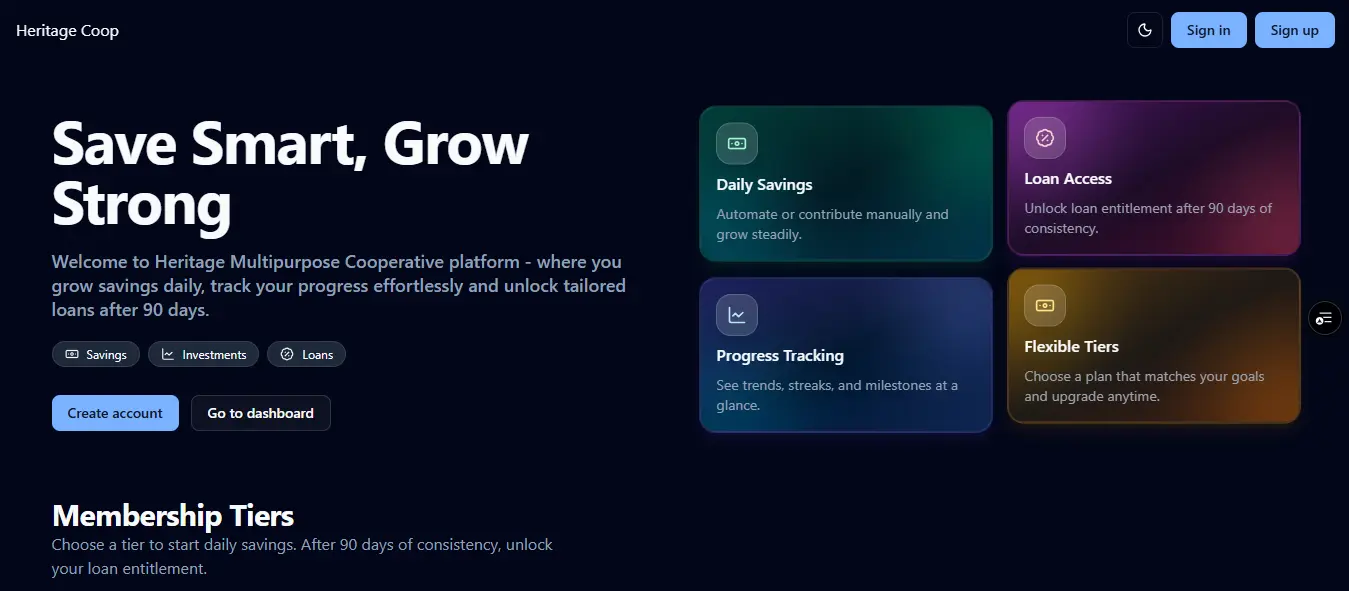 Heritage Coop
Sign in
Sign up
Save Smart, Grow
Strong
Welcome to Heritage Multipurpose Cooperative platform - where you
grow savings daily, track your progress effortlessly and unlock tailored
loans after 90 days.
Savings
Investments
Loans
Create account
Go to dashboard
Daily Savings
Automate or contribute manually and
grow steadily.
Loan Access
Unlock loan entitlement after 90 days of
consistency.
Progress Tracking
See trends, streaks, and milestones at a
glance.
Flexible Tiers
Choose a plan that matches your goals
and upgrade anytime.
Membership Tiers
Choose a tier to start daily savings. After 90 days of consistency, unlock
your loan entitlement.